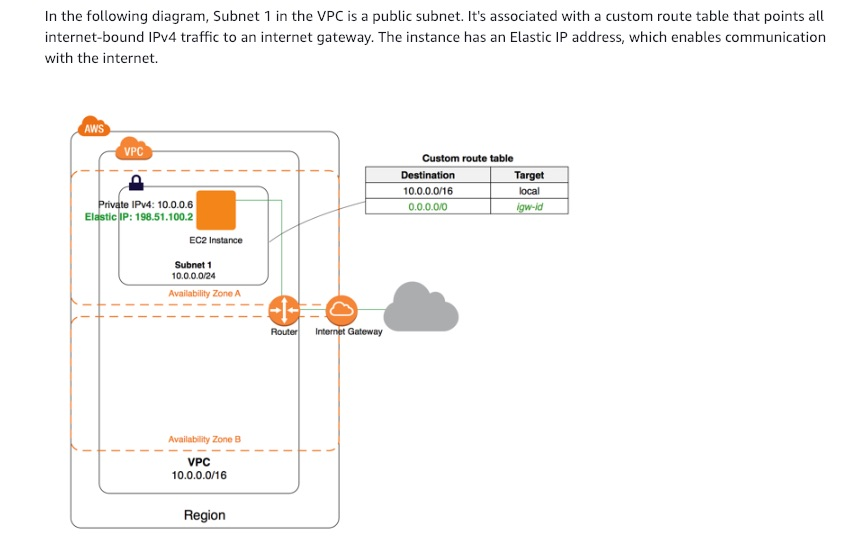 In the following diagram, Subnet 1 in the VPC is a public subnet. It's associated with a custom route table that points all
internet-bound IPv4 traffic to an internet gateway. The instance has an Elastic IP address, which enables communication
with the internet.
AWS
VPC
Custom route table
Destination Target
10.0.0.0/16 local
0.0.0.0/0 igw-id
Private IPv4: 10.0.0.6
Elastic IP: 198.51.100.2
EC2 Instance
Subnet 1
10.0.0.0/24
Availability Zone A
Router
Internet Gateway
Availability Zone B
VPC
10.0.0.0/16
Region